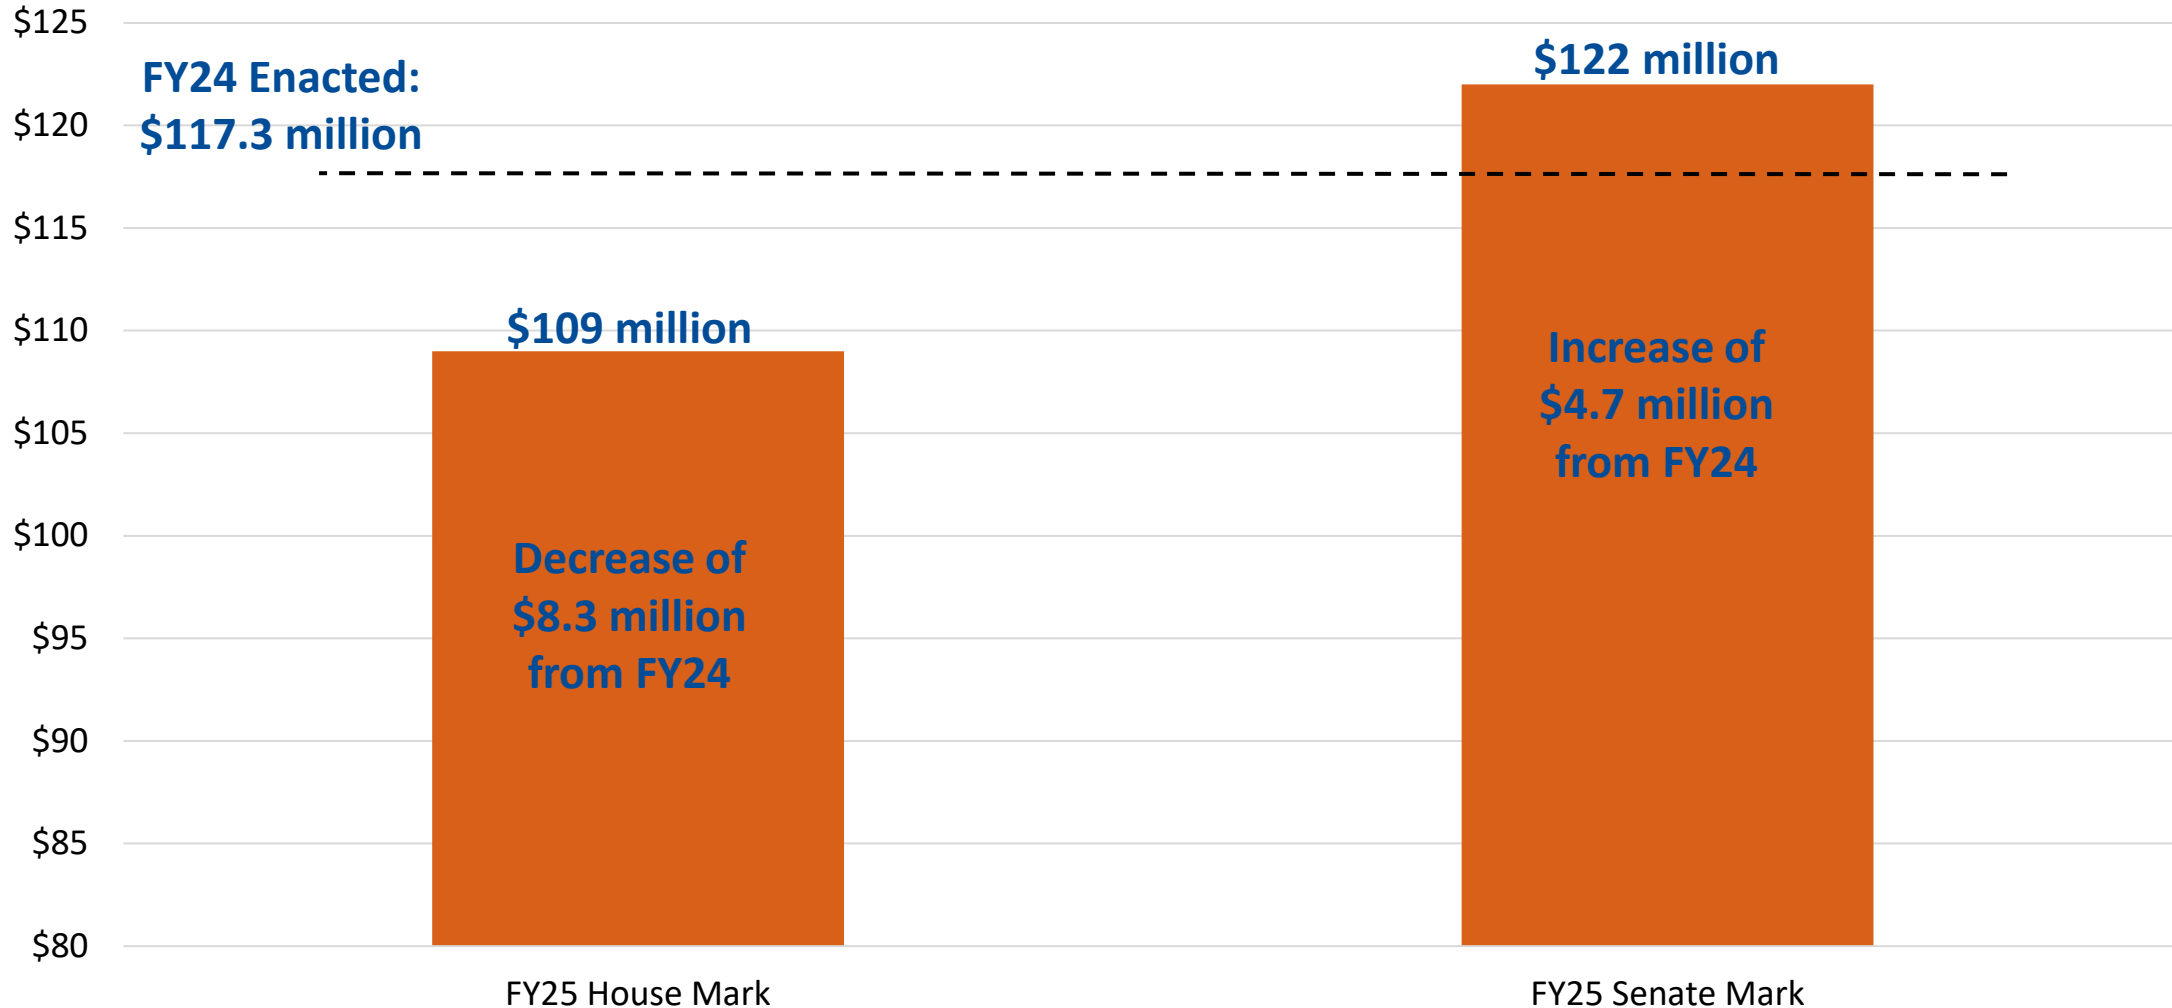 $125
$120
$115
$110
$105
$100
$95
$90
$85
$80
FY24 Enacted:
$117.3 million
$109 million
Decrease of
$8.3 million
from FY24
$122 million
Increase of
$4.7 million
from FY24
FY25 House Mark
FY25 Senate Mark